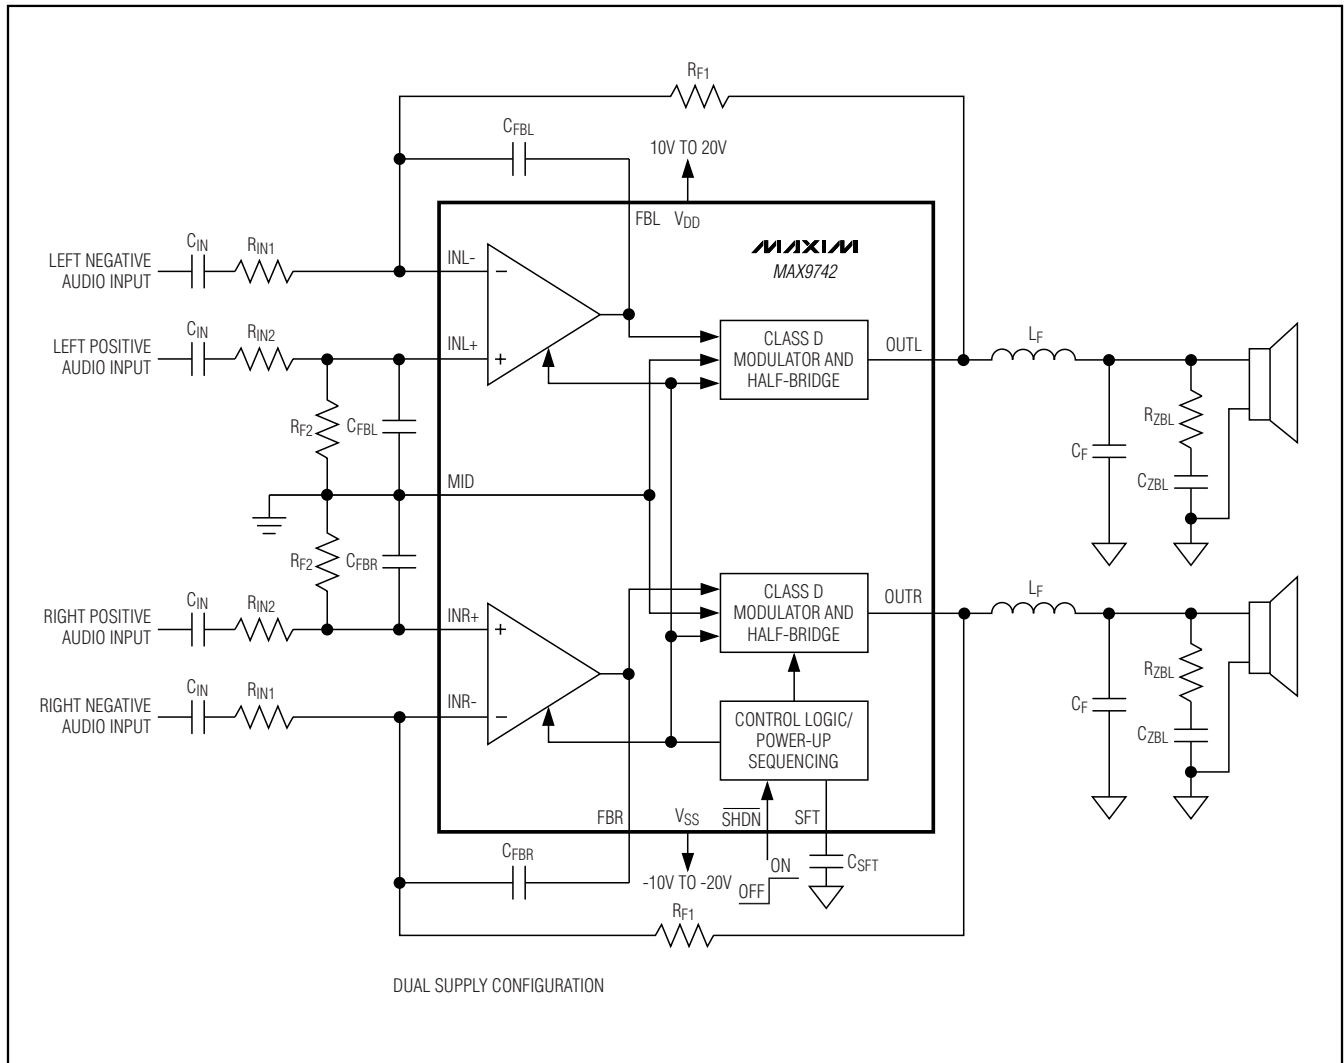 RF1
CFBL
10V TO 20V
FBL VDD
MAXIM
MAX9742
LEFT NEGATIVE
AUDIO INPUT
CIN
RIN1
INL-
−
LEFT POSITIVE
AUDIO INPUT
CIN
RIN2
INL+
+
CLASS D
MODULATOR AND
HALF-BRIDGE
OUTL
LF
RF2
CFBL
CF
RZBL
CZBL
MID
RF2
CFBR
RIGHT POSITIVE
AUDIO INPUT
CIN
RIN2
INR+
+
CLASS D
MODULATOR AND
HALF-BRIDGE
OUTR
LF
RIGHT NEGATIVE
AUDIO INPUT
CIN
RIN1
INR-
−
CONTROL LOGIC/
POWER-UP
SEQUENCING
CF
RZBL
CZBL
FBR
VSS
SHDN
SFT
CFBR
-10V TO -20V
ON
OFF
CSFT
RF1
DUAL SUPPLY CONFIGURATION